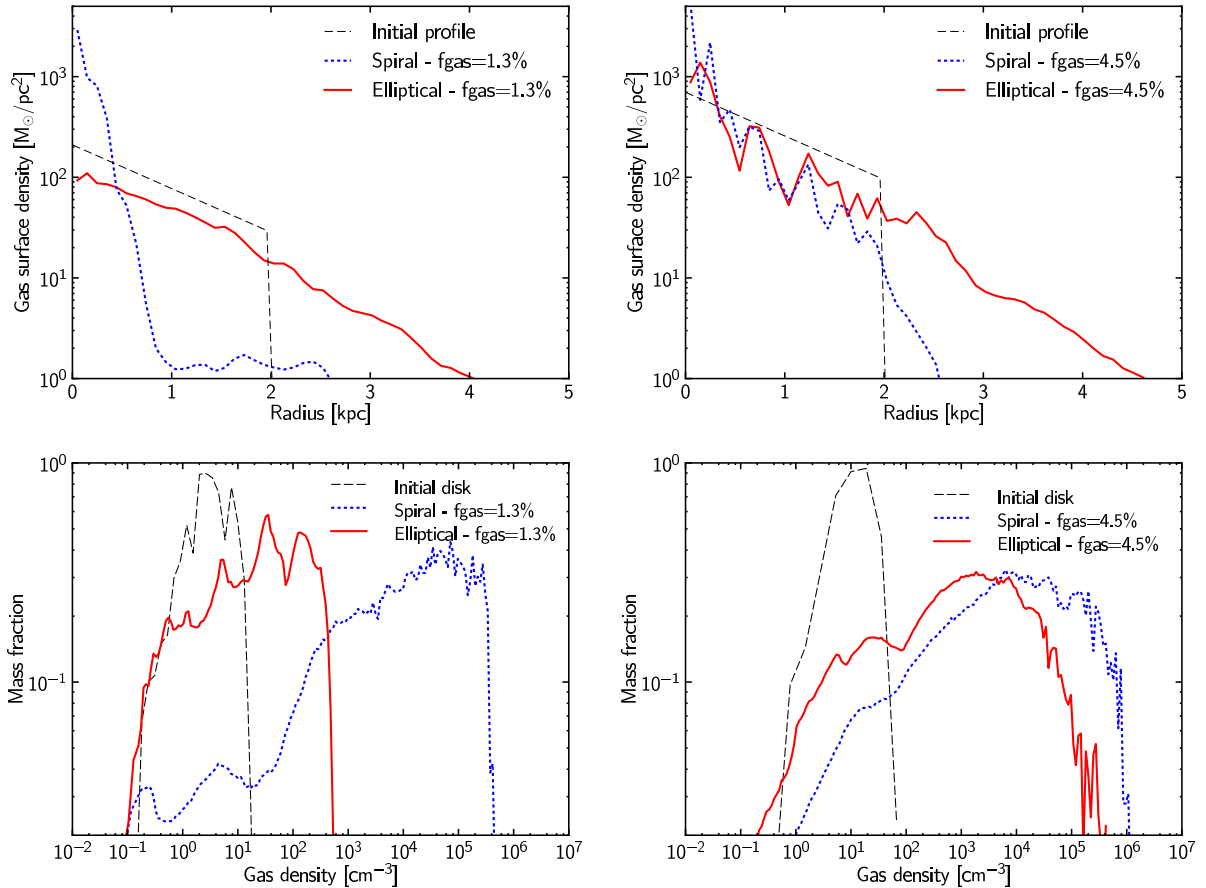 Initial profile
Spiral - fgas=1.3%
Elliptical - fgas=1.3%
Gas surface density [M⊙/pc²]
10³
10²
10¹
10⁰
0 1 2 3 4 5
Radius [kpc]
Initial profile
Spiral - fgas=4.5%
Elliptical - fgas=4.5%
Gas surface density [M⊙/pc²]
10³
10²
10¹
10⁰
0 1 2 3 4 5
Radius [kpc]
Initial disk
Spiral - fgas=1.3%
Elliptical - fgas=1.3%
Mass fraction
10⁰
10⁻¹
10⁻² 10⁻¹ 10⁰ 10¹ 10² 10³ 10⁴ 10⁵ 10⁶ 10⁷
Gas density [cm⁻³]
Initial disk
Spiral - fgas=4.5%
Elliptical - fgas=4.5%
Mass fraction
10⁰
10⁻¹
10⁻² 10⁻¹ 10⁰ 10¹ 10² 10³ 10⁴ 10⁵ 10⁶ 10⁷
Gas density [cm⁻³]